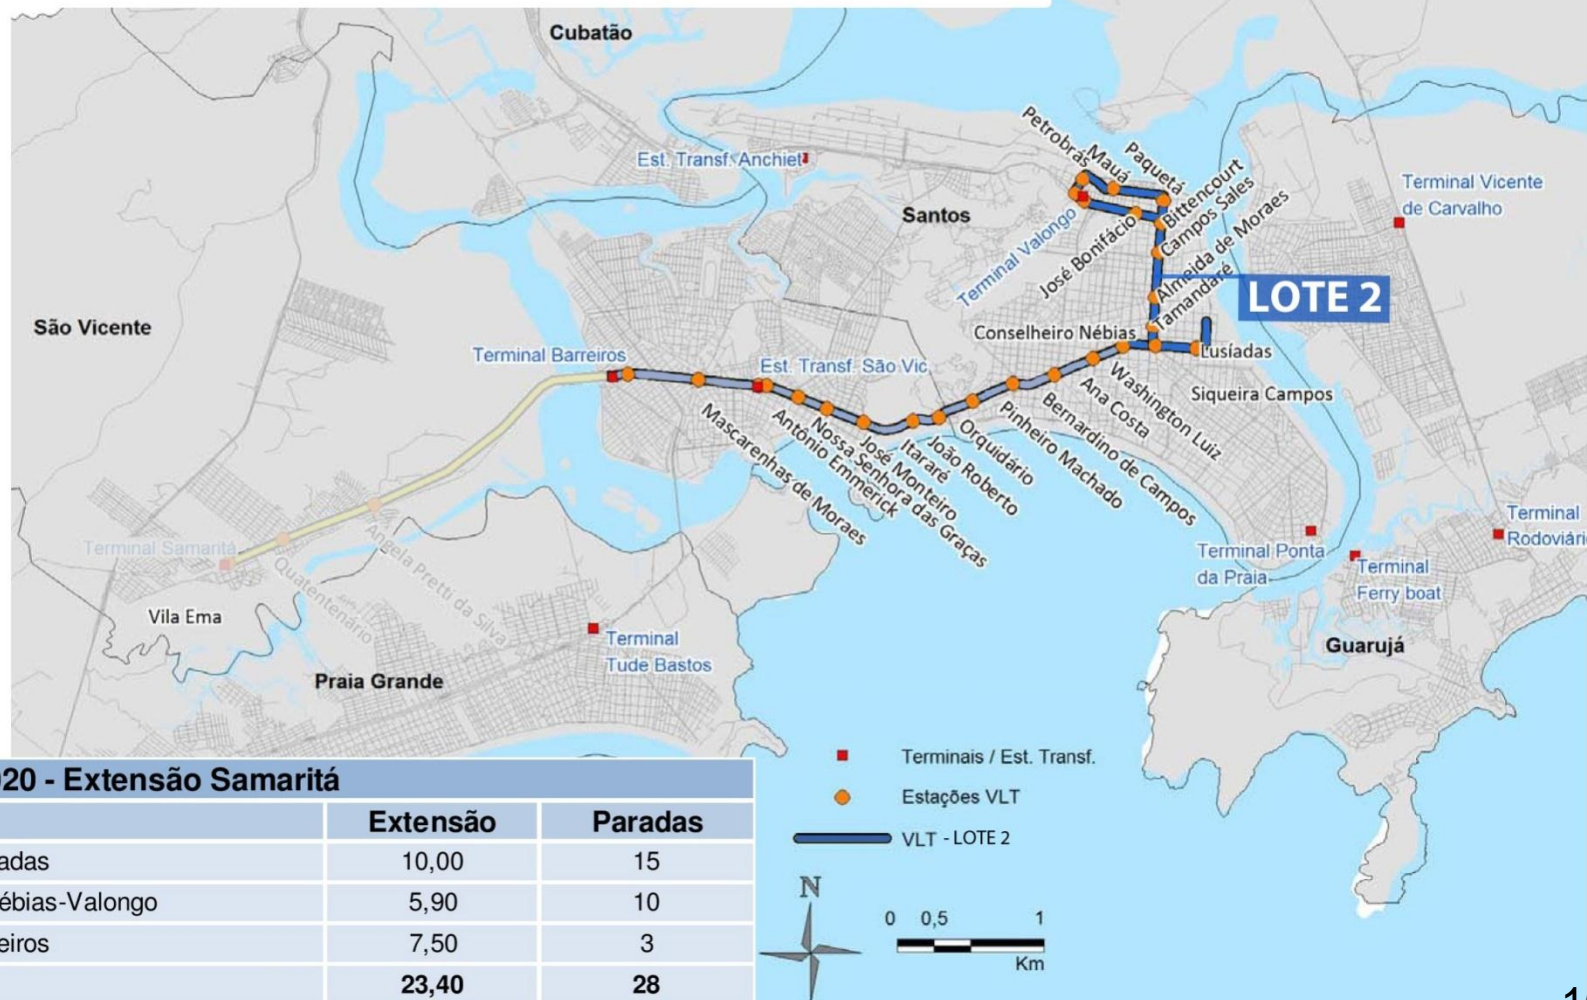 Cubatão
Petrobrás
Mauá
Paquetá
Bittencourt
Campos Sales
Almeida de Moraes
Tamandaré
Est. Transf. Anchiet
Santos
Terminal Valongo
José Bonifácio
Terminal Vicente
de Carvalho
LOTE 2
São Vicente
Conselheiro Nébias
Lusíadas
Terminal Barreiros
Est. Transf. São Vic
Siqueira Campos
Washington Luiz
Ana Costa
Bernardino de Campos
Pinheiro Machado
Orquidário
João Roberto
Itararé
José Monteiro
Nossa Senhora das Graças
Antônio Emmerick
Mascarenhas de Moraes
Terminal Samaritá
Quatentenário
Angela Pretti da Silva
Vila Ema
Terminal Ponta
da Praia
Terminal
Ferry boat
Terminal
Rodoviári
Guarujá
Terminal
Tude Bastos
Praia Grande
Terminais / Est. Transf.
Estações VLT
VLT - LOTE 2
N
0 0,5 1
Km
020 - Extensão Samaritá
Extensão Paradas
adas 10,00 15
ébias-Valongo 5,90 10
eiros 7,50 3
23,40 28